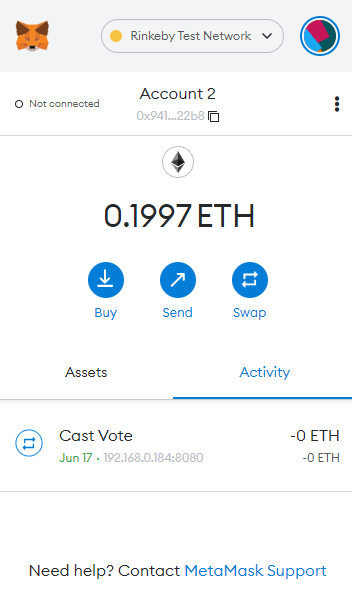 Rinkeby Test Network
Not connected
Account 2
0x941...22b8
0.1997 ETH
Buy Send Swap
Assets Activity
Cast Vote -0 ETH
Jun 17 · 192.168.0.184:8080 -0 ETH
Need help? Contact MetaMask Support